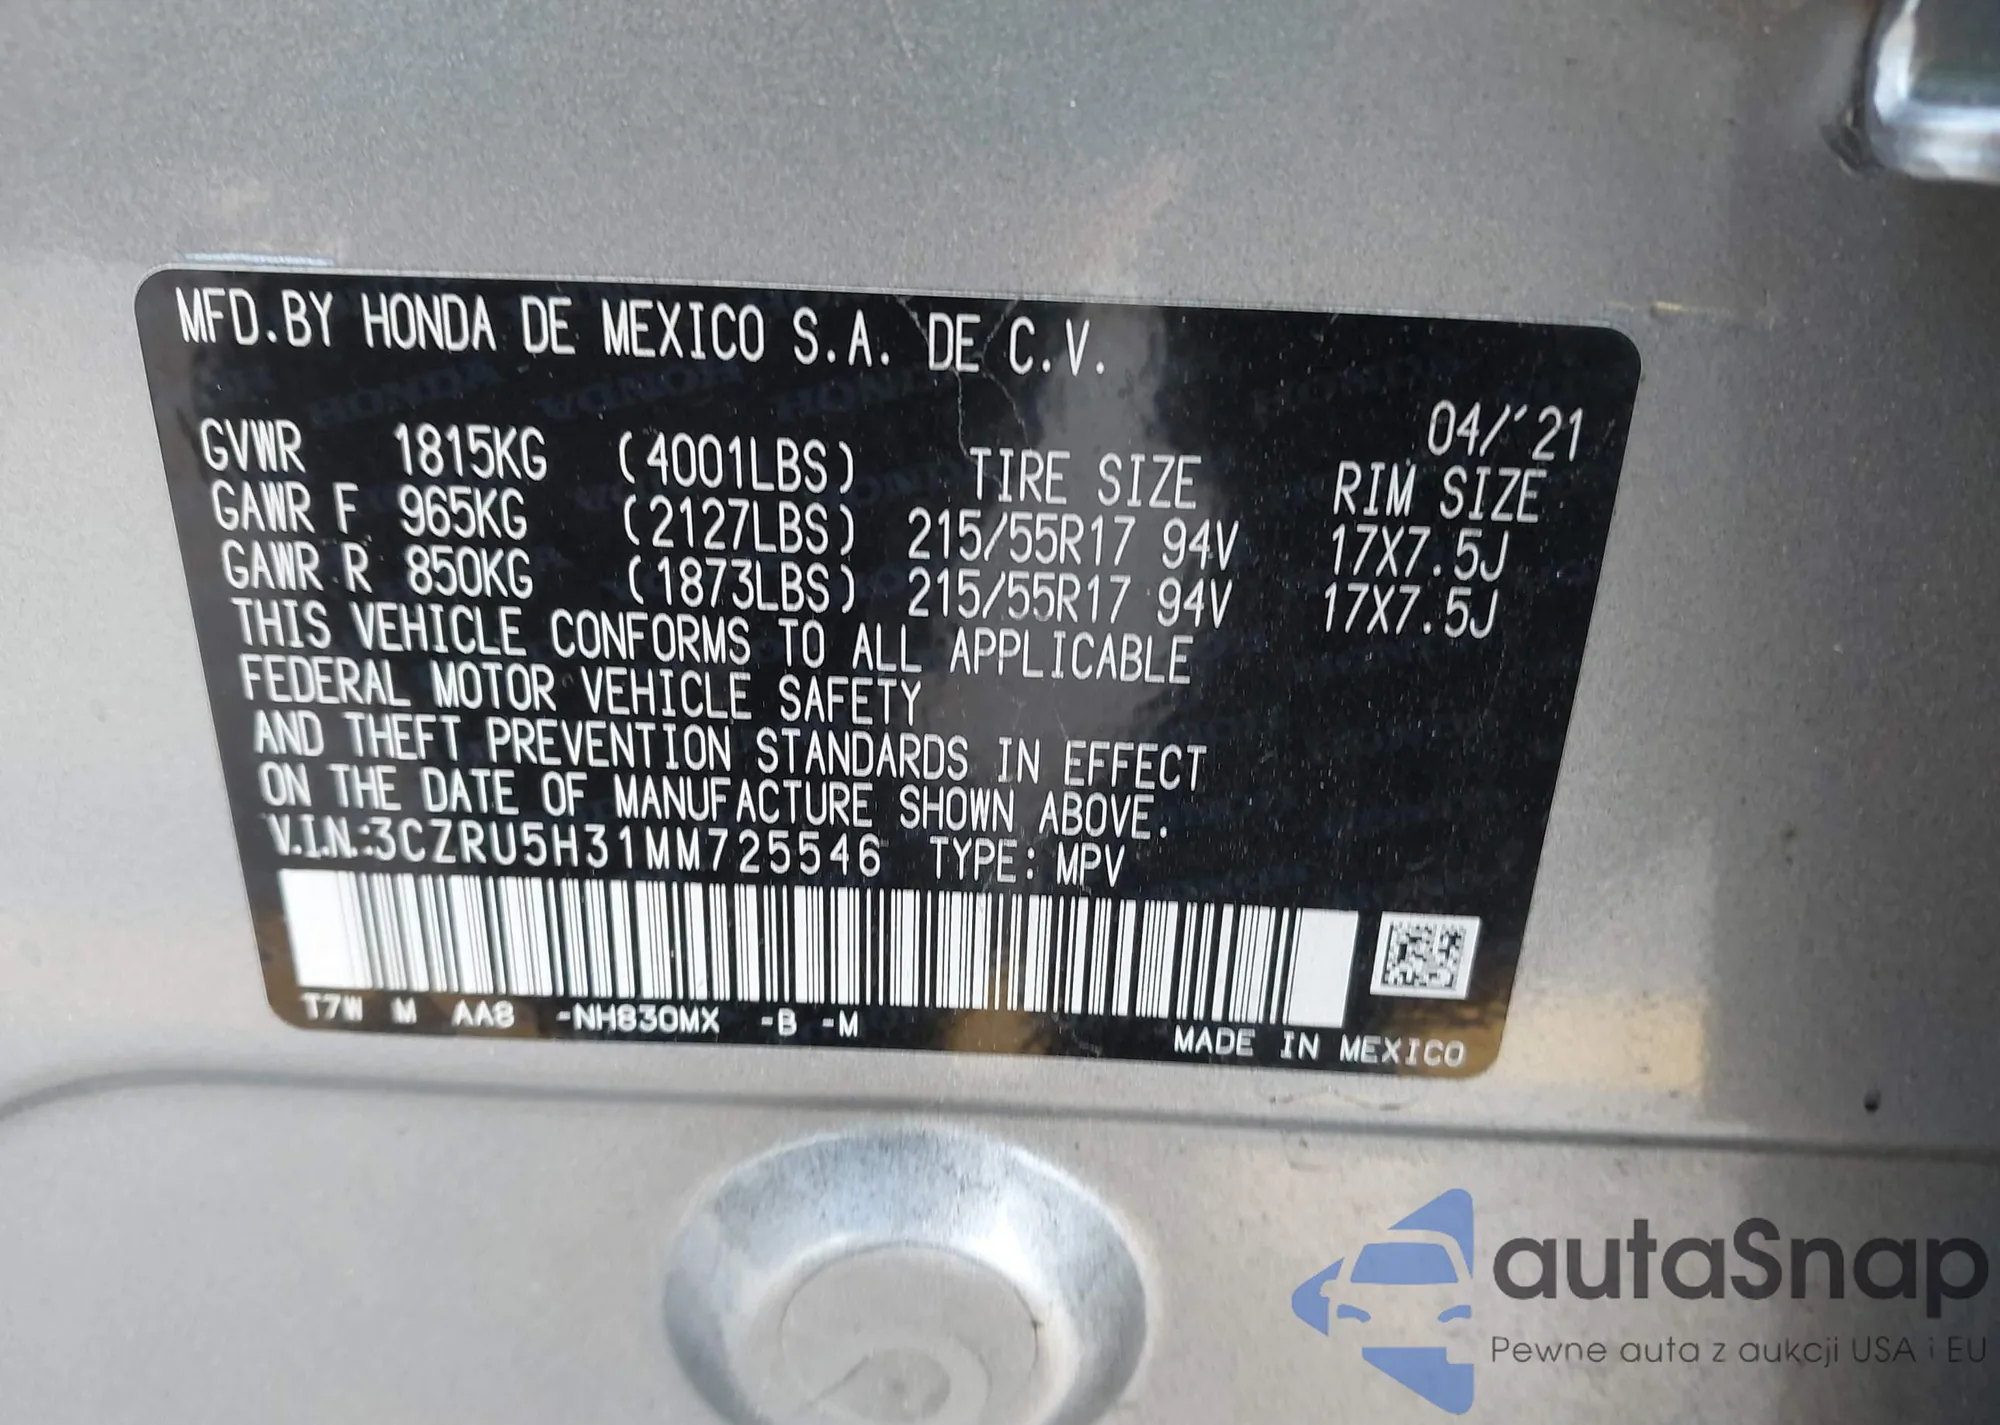 MFD.BY HONDA DE MEXICO S.A. DE C.V.
04/'21
GVWR 1815KG (4001LBS) TIRE SIZE RIM SIZE
GAWR F 965KG (2127LBS) 215/55R17 94V 17X7.5J
GAWR R 850KG (1873LBS) 215/55R17 94V 17X7.5J
THIS VEHICLE CONFORMS TO ALL APPLICABLE
FEDERAL MOTOR VEHICLE SAFETY
AND THEFT PREVENTION STANDARDS IN EFFECT
ON THE DATE OF MANUFACTURE SHOWN ABOVE.
V.I.N.:3CZRU5H31MM725546 TYPE: MPV
T7W M AA8 -NH830MX -B -M
MADE IN MEXICO
autaSnap
Pewne auta z aukcji USA i EU